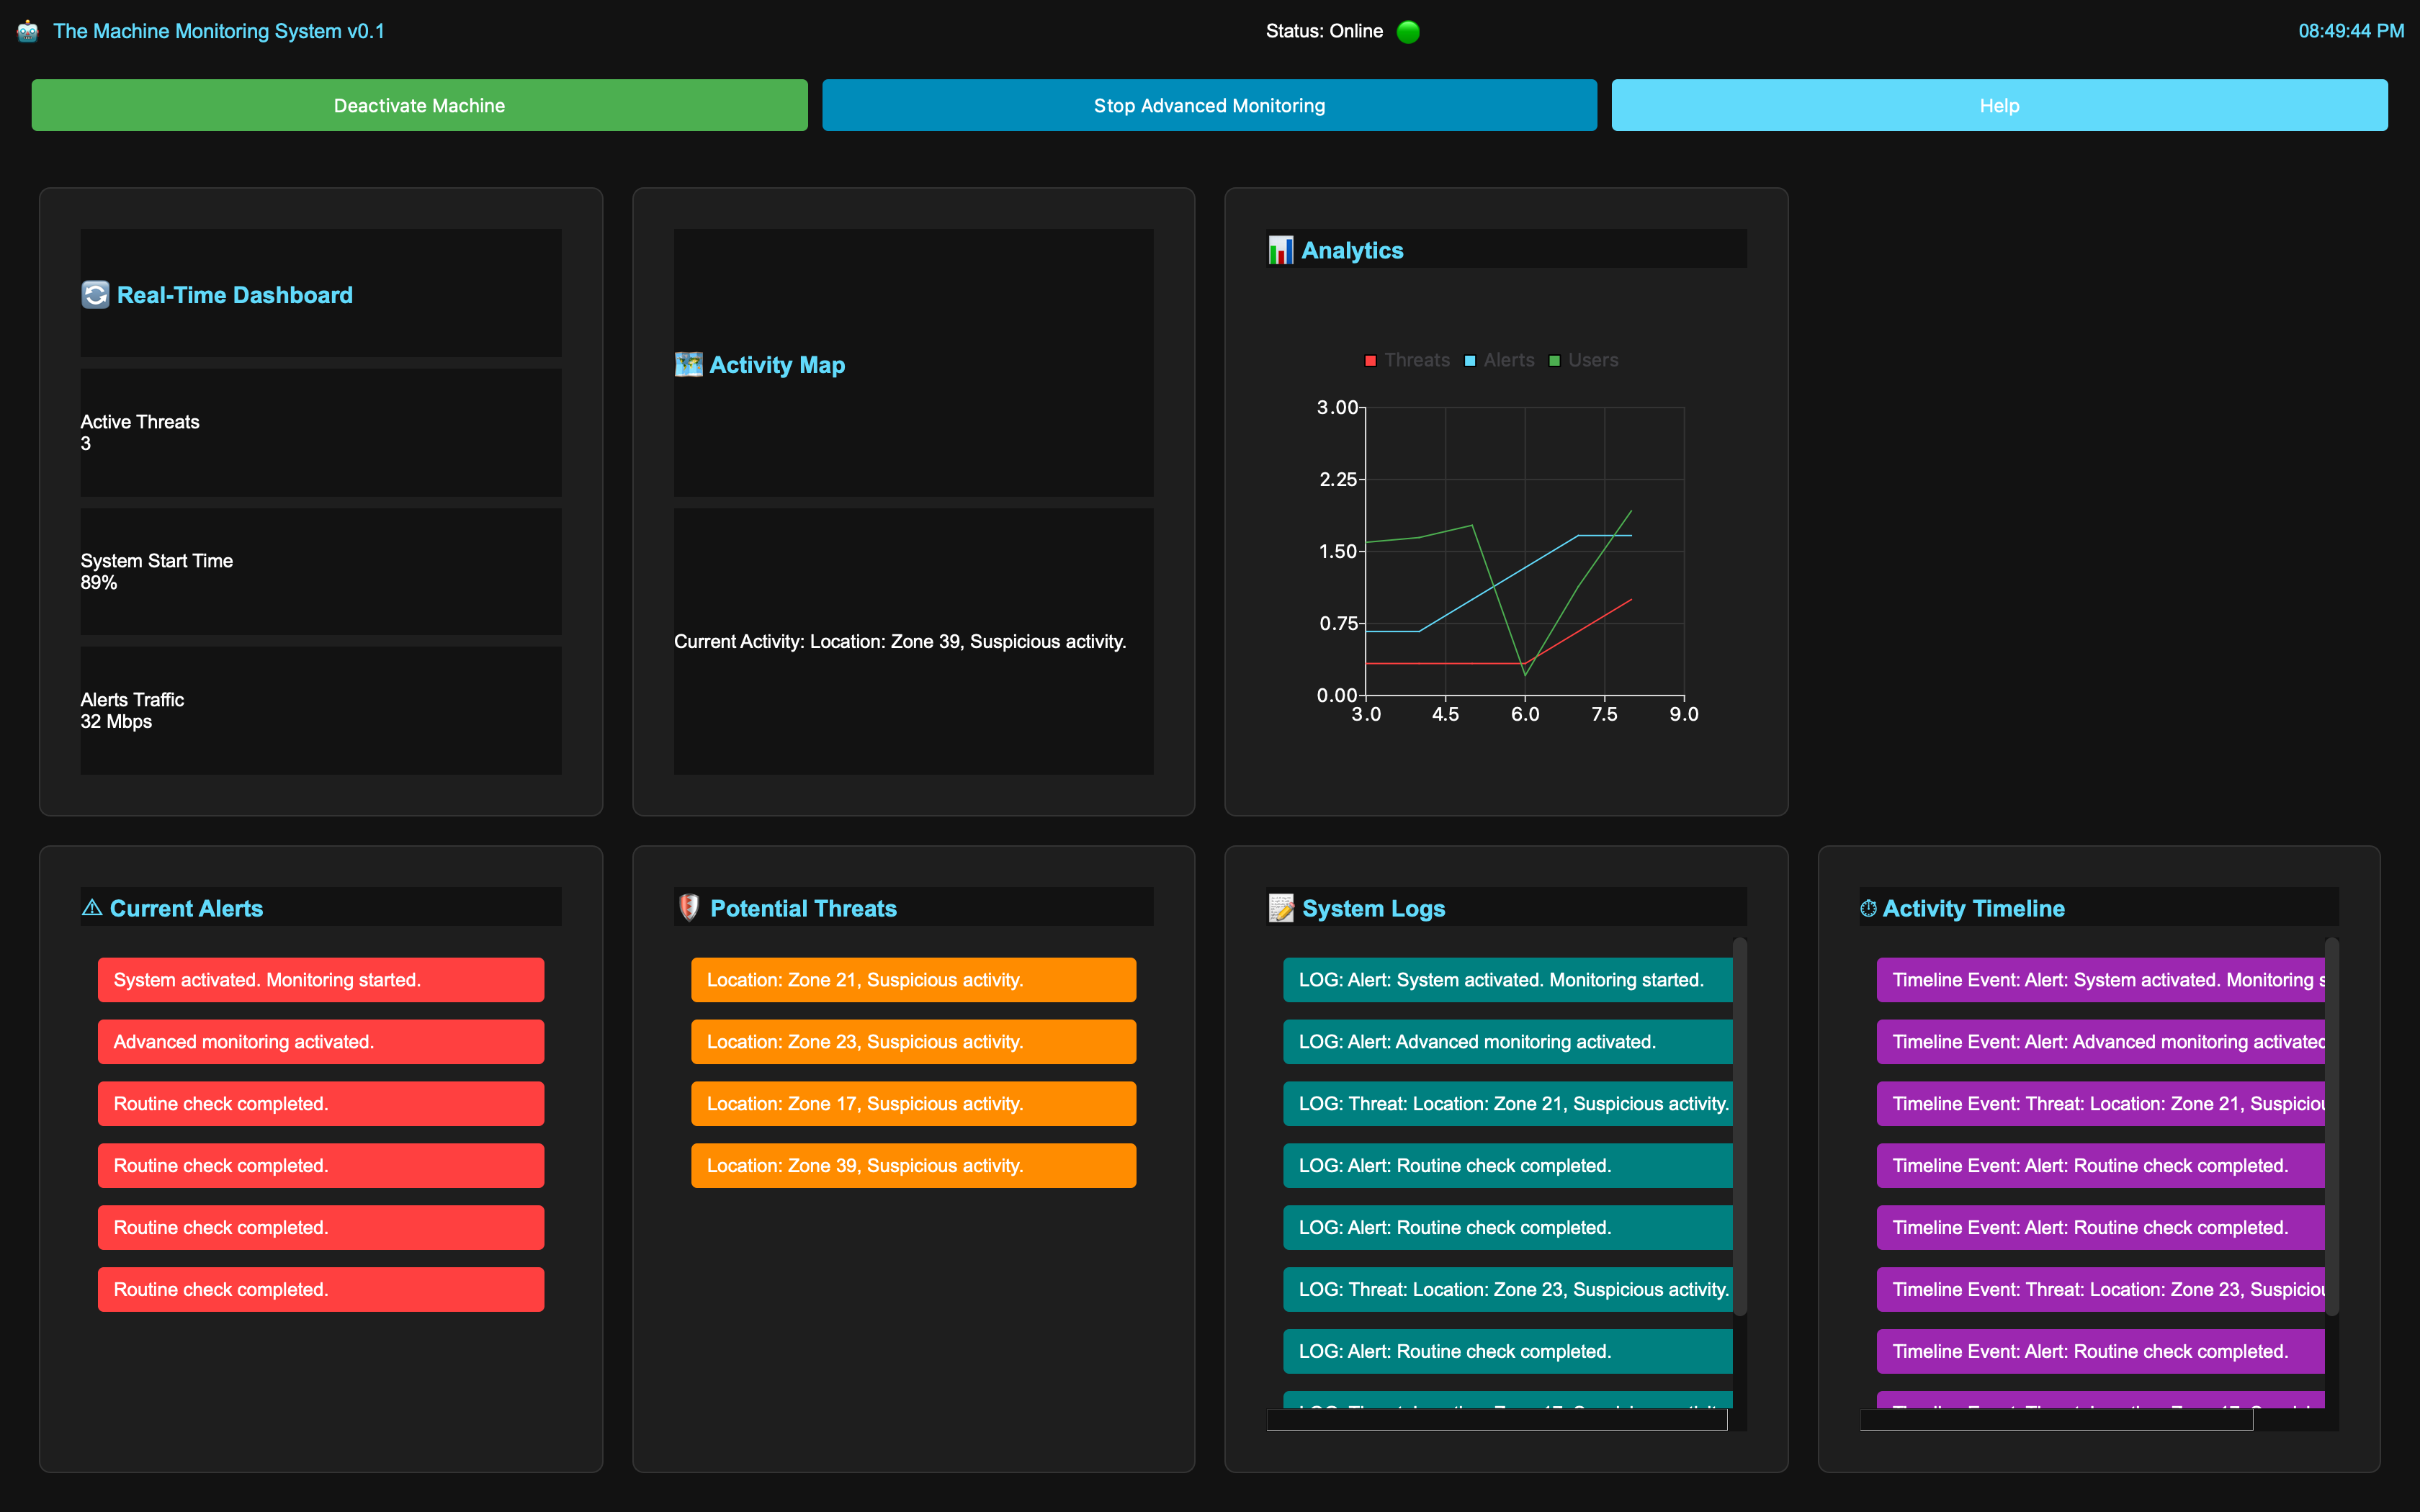 The Machine Monitoring System v0.1
Status: Online
08:49:44 PM
Deactivate Machine
Stop Advanced Monitoring
Help
Real-Time Dashboard
Active Threats
3
System Start Time
89%
Alerts Traffic
32 Mbps
Activity Map
Current Activity: Location: Zone 39, Suspicious activity.
Analytics
Threats Alerts Users
3.00
2.25
1.50
0.75
0.00
3.0 4.5 6.0 7.5 9.0
Current Alerts
System activated. Monitoring started.
Advanced monitoring activated.
Routine check completed.
Routine check completed.
Routine check completed.
Routine check completed.
Potential Threats
Location: Zone 21, Suspicious activity.
Location: Zone 23, Suspicious activity.
Location: Zone 17, Suspicious activity.
Location: Zone 39, Suspicious activity.
System Logs
LOG: Alert: System activated. Monitoring started.
LOG: Alert: Advanced monitoring activated.
LOG: Threat: Location: Zone 21, Suspicious activity.
LOG: Alert: Routine check completed.
LOG: Alert: Routine check completed.
LOG: Threat: Location: Zone 23, Suspicious activity.
LOG: Alert: Routine check completed.
Activity Timeline
Timeline Event: Alert: System activated. Monitoring s
Timeline Event: Alert: Advanced monitoring activated
Timeline Event: Threat: Location: Zone 21, Suspiciou
Timeline Event: Alert: Routine check completed.
Timeline Event: Alert: Routine check completed.
Timeline Event: Threat: Location: Zone 23, Suspiciou
Timeline Event: Alert: Routine check completed.